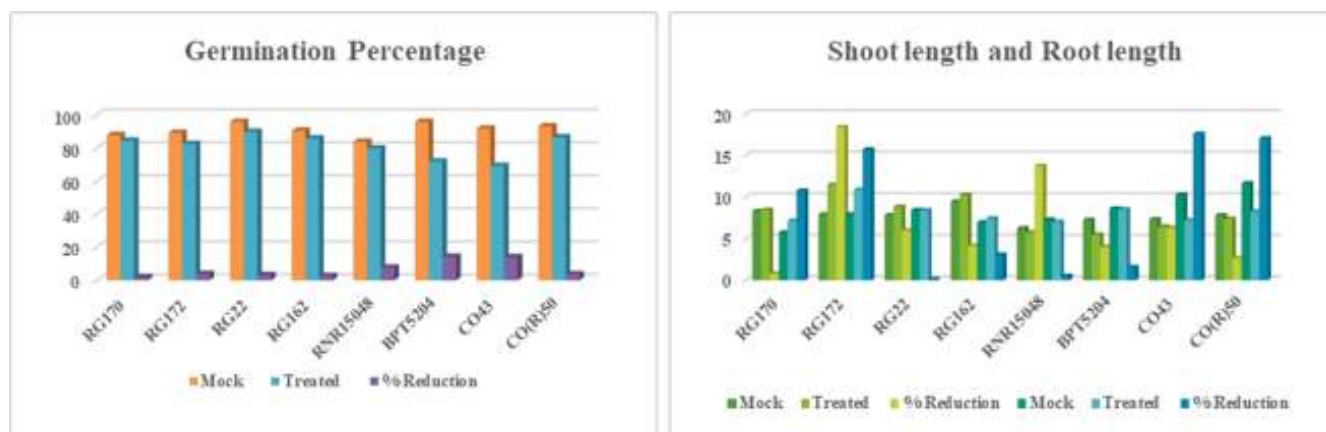 Germination Percentage
100
80
60
40
20
0
RG170 RG172 RG22 RG162 RNR15048 BPT5204 CO43 CO(R)50
Mock Treated %Reduction
Shoot length and Root length
20
15
10
5
0
RG170 RG172 RG22 RG162 RNR15048 BPT5204 CO43 CO(R)50
Mock Treated %Reduction Mock Treated %Reduction